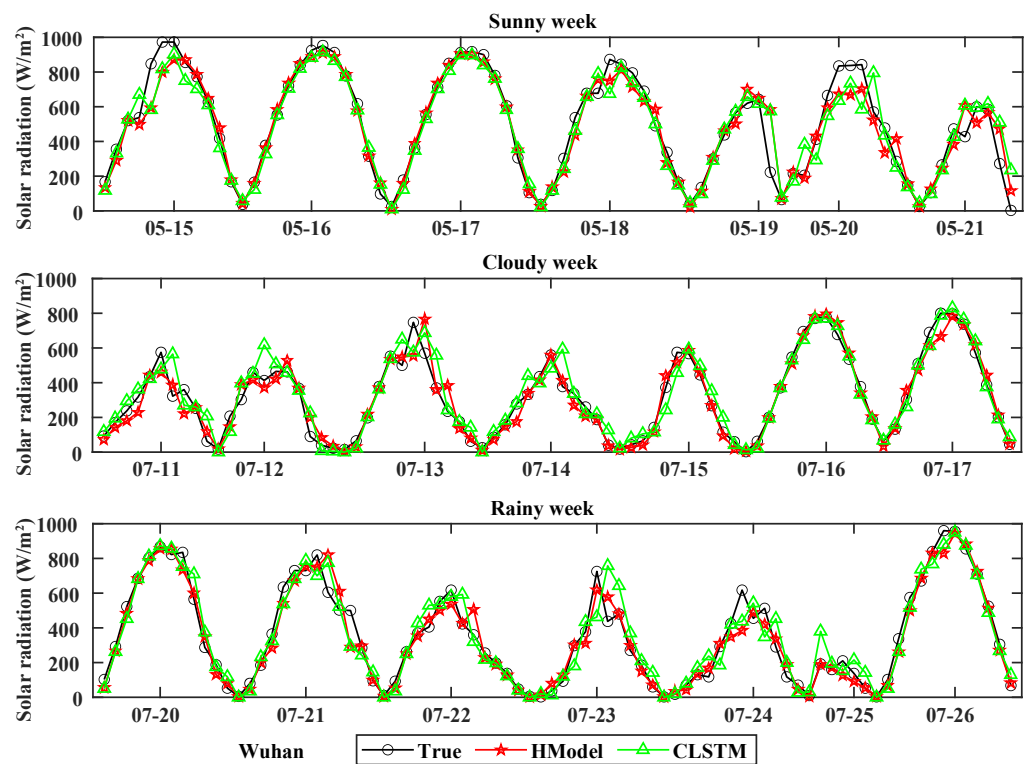 Sunny week
Solar radiation (W/m²)
1000
800
600
400
200
0
05-15 05-16 05-17 05-18 05-19 05-20 05-21
Cloudy week
Solar radiation (W/m²)
1000
800
600
400
200
0
07-11 07-12 07-13 07-14 07-15 07-16 07-17
Rainy week
Solar radiation (W/m²)
1000
800
600
400
200
0
07-20 07-21 07-22 07-23 07-24 07-25 07-26
Wuhan True HModel CLSTM